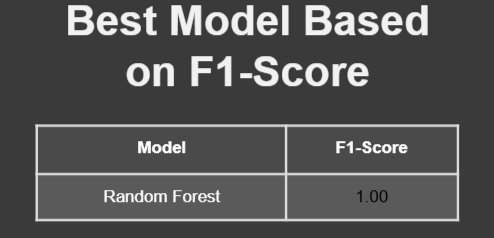 Best Model Based
on F1-Score
Model F1-Score
Random Forest 1.00